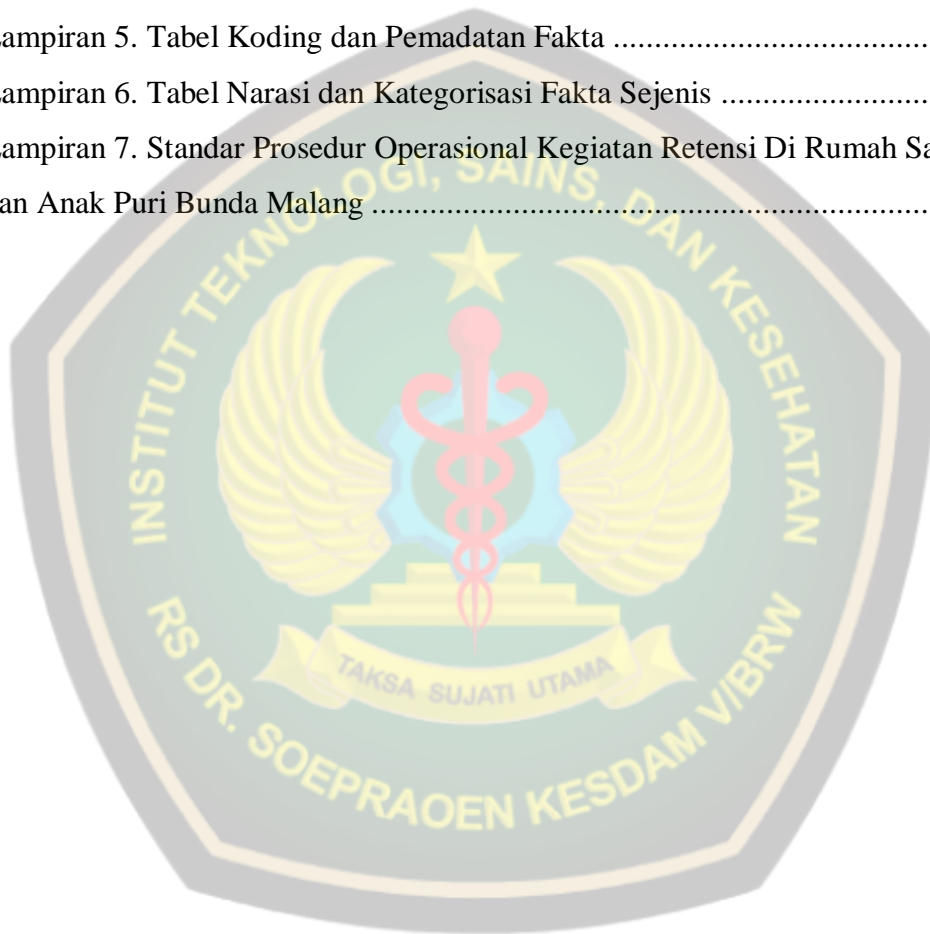 ampiran 5. Tabel Koding dan Pemadatan Fakta ......................................
ampiran 6. Tabel Narasi dan Kategorisasi Fakta Sejenis .........................
ampiran 7. Standar Prosedur Operasional Kegiatan Retensi Di Rumah Sa
an Anak Puri Bunda Malang ....................................................................
INSTITUT TEKNOLOGI, SAINS, DAN KESEHATAN
TAKSA SUJATI UTAMA
RS DR. SOEPRAOEN KESDAM V/BRW